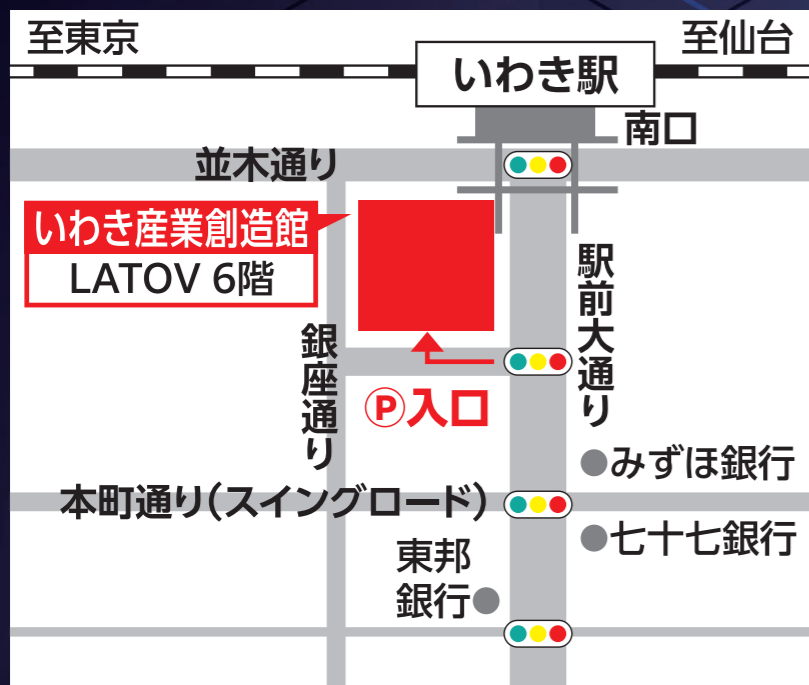 至東京
至仙台
いわき駅
南口
並木通り
いわき産業創造館
LATOV 6階
駅前大通り
銀座通り
Ⓟ入口
みずほ銀行
本町通り(スイングロード)
七十七銀行
東邦
銀行